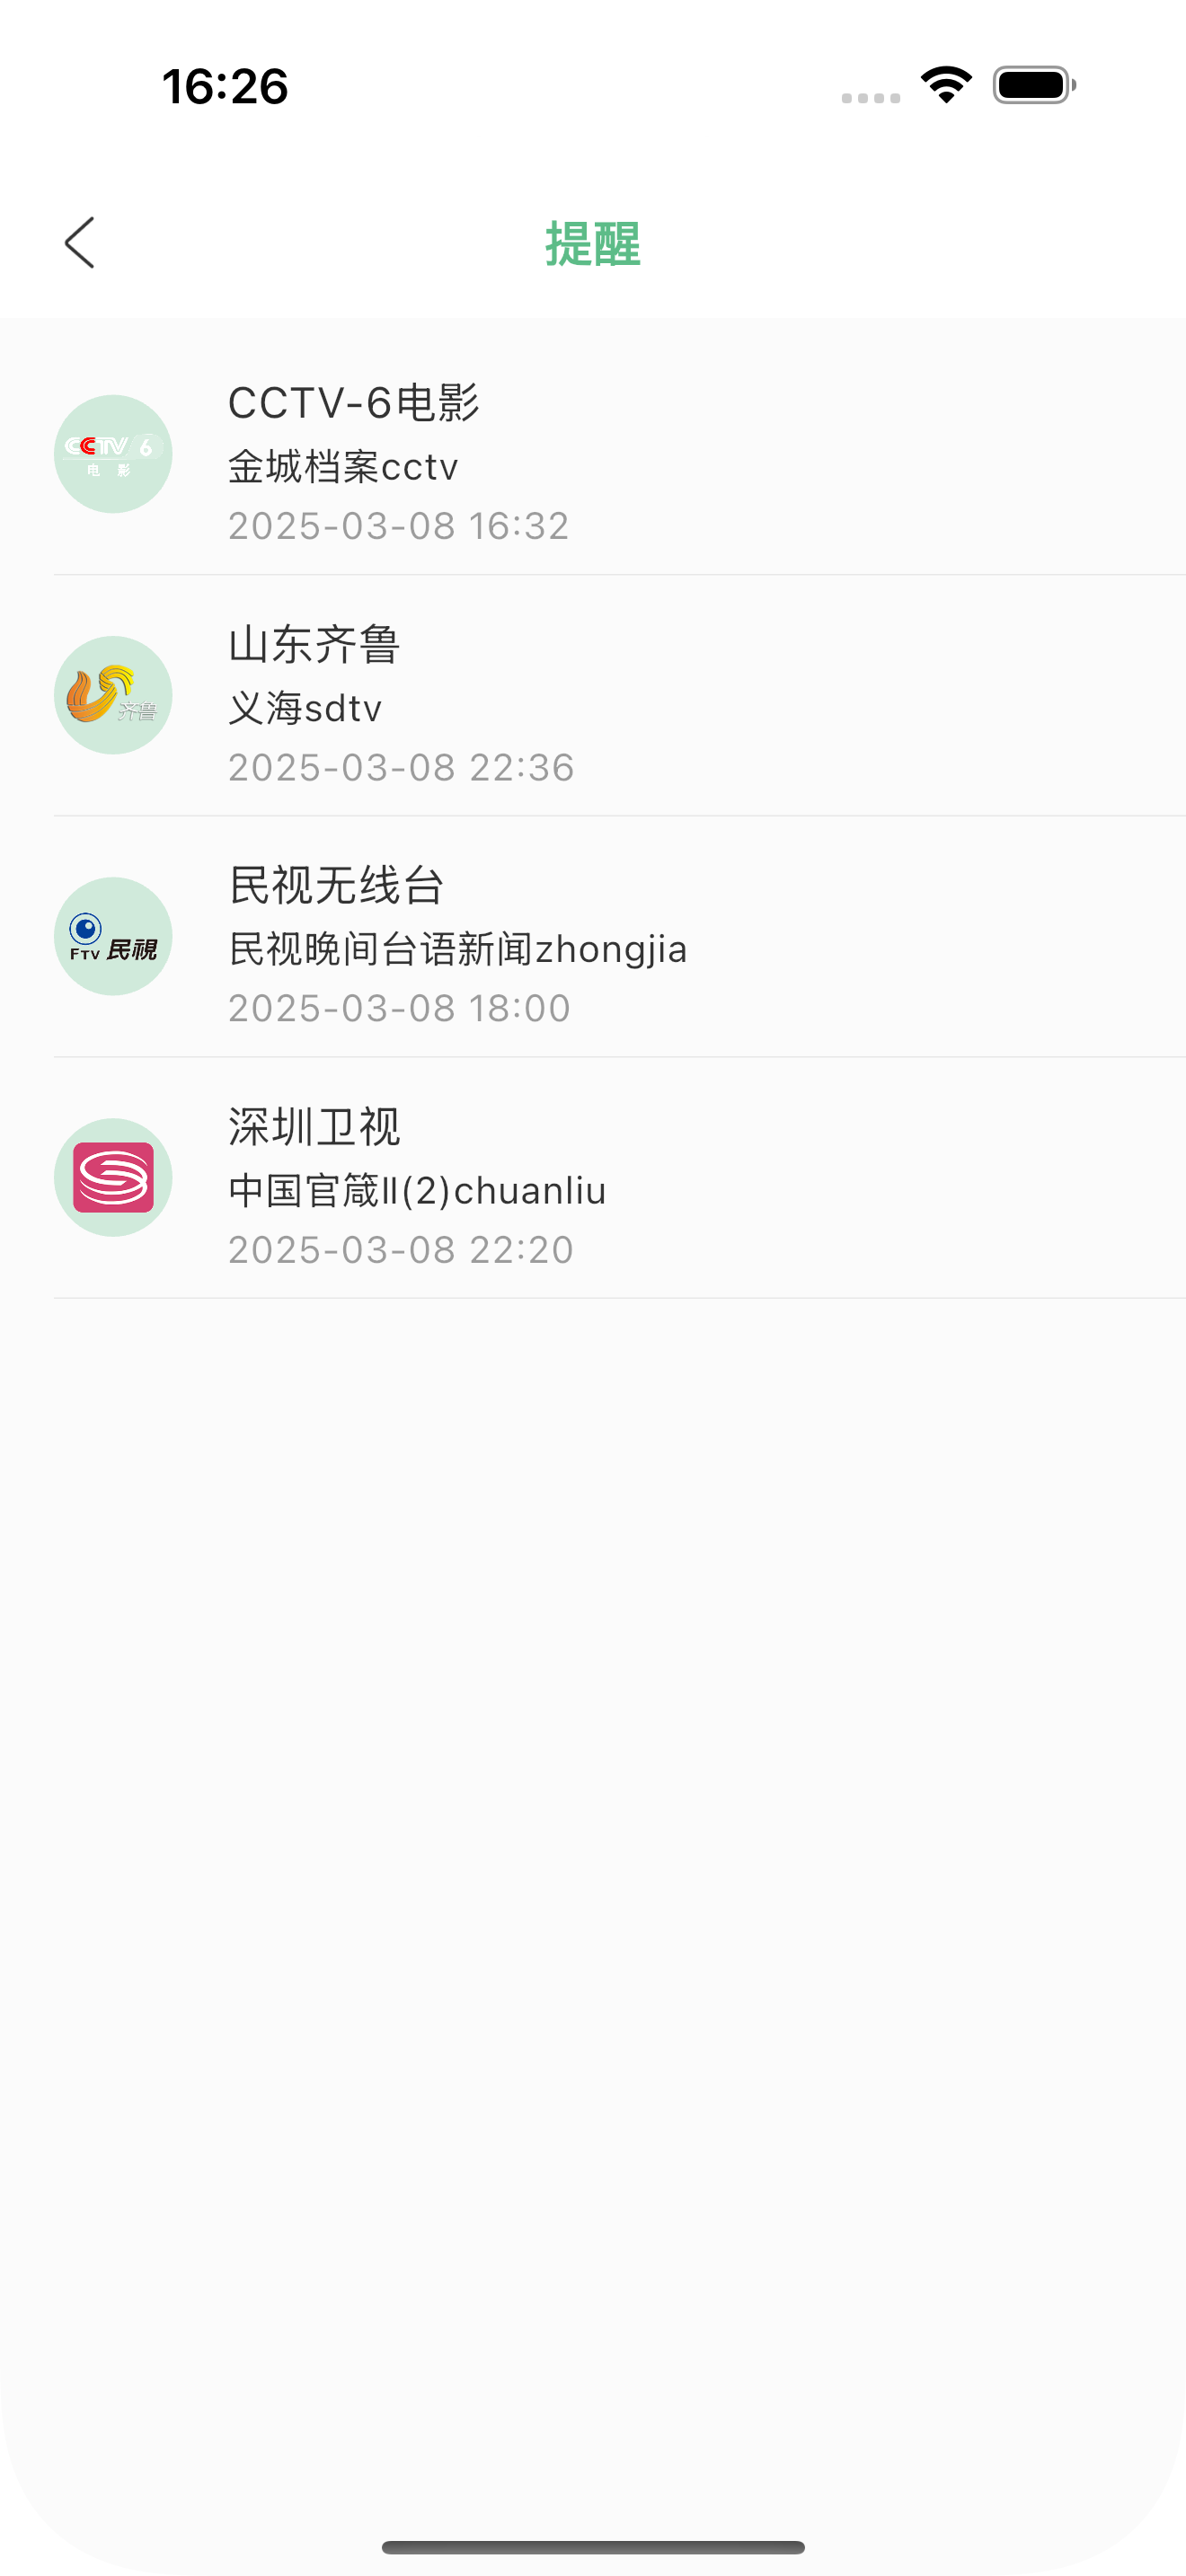 16:26
提醒
CCTV-6电影
CCTV 6
电 影
金城档案cctv
2025-03-08 16:32
山东齐鲁
齐鲁
义海sdtv
2025-03-08 22:36
民视无线台
FTV 民視
民视晚间台语新闻zhongjia
2025-03-08 18:00
深圳卫视
中国官箴II(2)chuanliu
2025-03-08 22:20